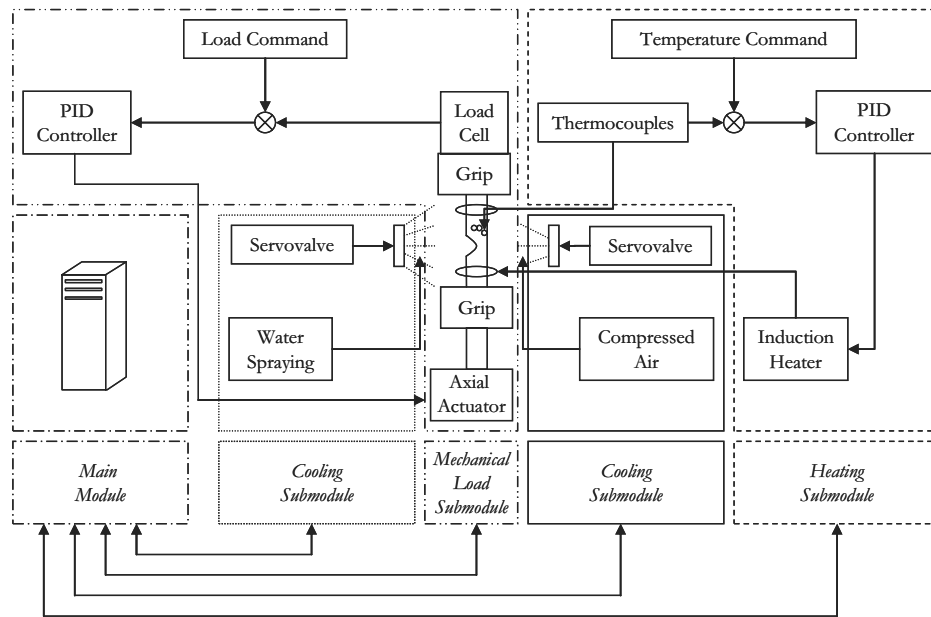 Load Command
Temperature Command
PID
Controller
Load
Cell
Thermocouples
PID
Controller
Grip
Servovalve
Servovalve
Grip
Water
Spraying
Compressed
Air
Induction
Heater
Axial
Actuator
Main
Module
Cooling
Submodule
Mechanical
Load
Submodule
Cooling
Submodule
Heating
Submodule